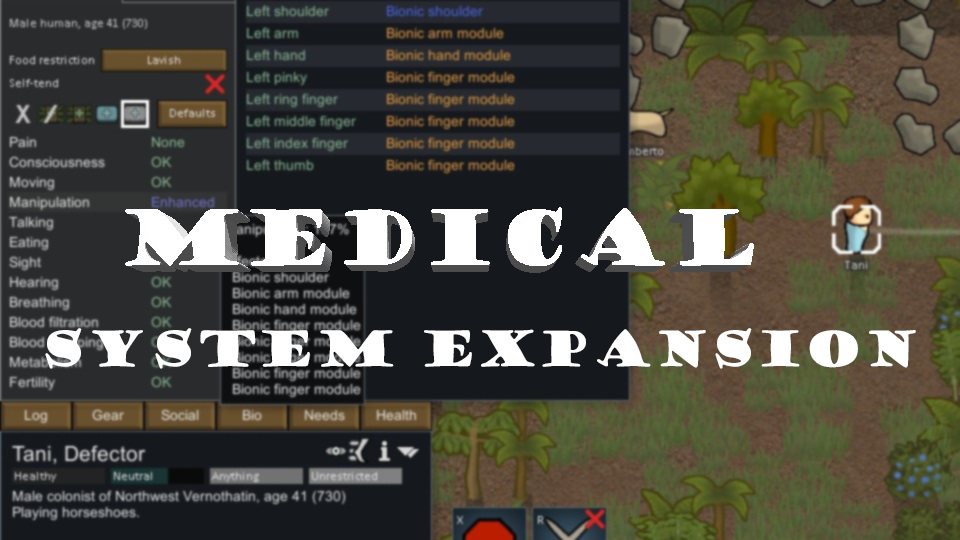 Male human, age 41 (730)
Food restriction Lavish
Self-tend
Defaults
Pain None
Consciousness OK
Moving OK
Manipulation Enhanced
Talking
Eating
Sight
Hearing OK
Breathing OK
Blood filtration OK
Blood OK
OK
Fertility OK
Left shoulder Bionic shoulder
Left arm Bionic arm module
Left hand Bionic hand module
Left pinky Bionic finger module
Left ring finger Bionic finger module
Left middle finger Bionic finger module
Left index finger Bionic finger module
Left thumb Bionic finger module
MEDICAL
SYSTEM EXPANSION
Bionic shoulder
Bionic arm module
Bionic hand module
Bionic finger module
Bionic finger module
Bionic finger module
Tani
Log Gear Social Bio Needs Health
Tani, Defector
Healthy Neutral Anything Unrestricted
Male colonist of Northwest Vernothatin, age 41 (730)
Playing horseshoes.
X R